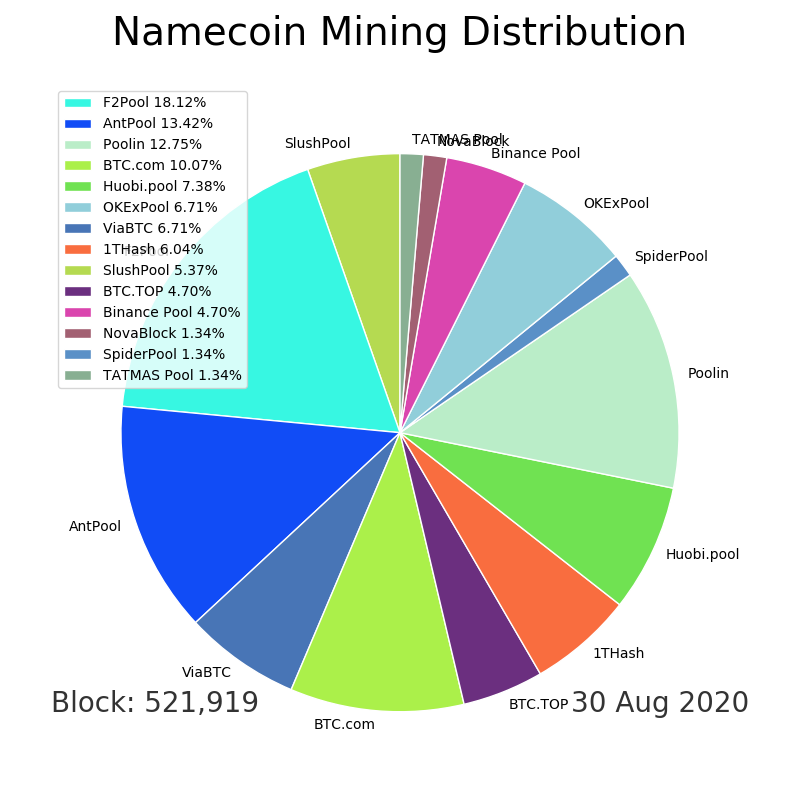 Namecoin Mining Distribution
F2Pool 18.12%
AntPool 13.42%
Poolin 12.75%
BTC.com 10.07%
Huobi.pool 7.38%
OKExPool 6.71%
ViaBTC 6.71%
1THash 6.04%
SlushPool 5.37%
BTC.TOP 4.70%
Binance Pool 4.70%
NovaBlock 1.34%
SpiderPool 1.34%
TATMAS Pool 1.34%
TATMAS Pool
NovaBlock
SlushPool
Binance Pool
OKExPool
SpiderPool
F2Pool
Poolin
AntPool
Huobi.pool
1THash
ViaBTC
BTC.TOP
BTC.com
Block: 521,919
30 Aug 2020